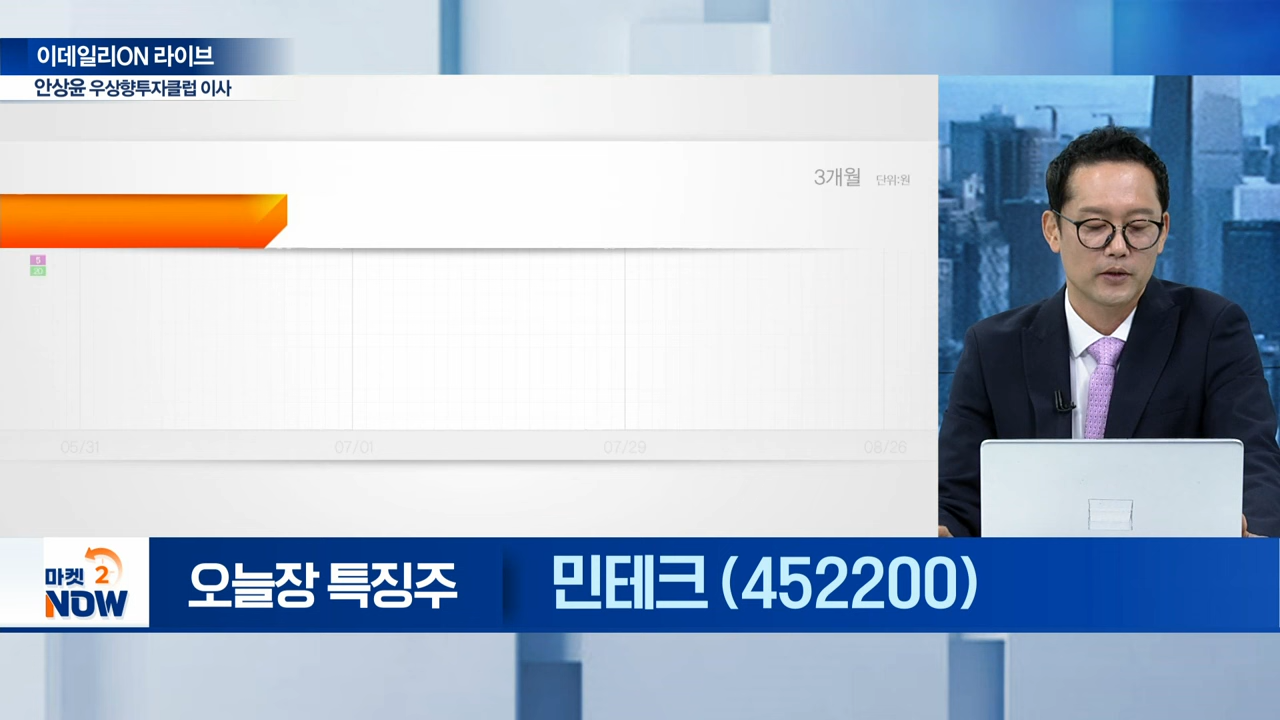 이데일리ON 라이브
안상윤 우상향투자클럽 이사
3개월 단위:원
5
20
05/31 07/01 07/29 08/26
마켓 2
NOW
오늘장 특징주 민테크 (452200)